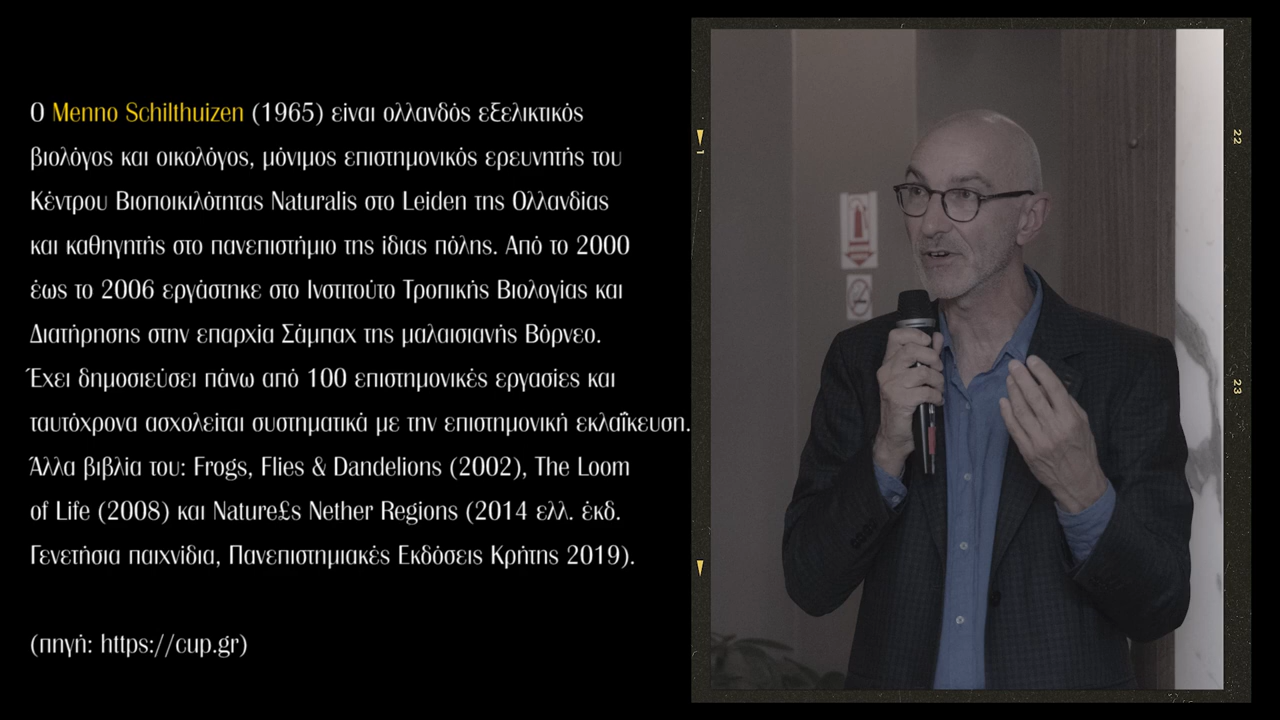 Ο Menno Schilthuizen (1965) είναι ολλανδός εξελικτικός
βιολόγος και οικολόγος, μόνιμος επιστημονικός ερευνητής του
Κέντρου Βιοποικιλότητας Naturalis στο Leiden της Ολλανδίας
και καθηγητής στο πανεπιστήμιο της ίδιας πόλης. Από το 2000
έως το 2006 εργάστηκε στο Ινστιτούτο Τροπικής Βιολογίας και
Διατήρησης στην επαρχία Σάμπαχ της μαλαισιανής Βόρνεο.
Έχει δημοσιεύσει πάνω από 100 επιστημονικές εργασίες και
ταυτόχρονα ασχολείται συστηματικά με την επιστημονική εκλαΐκευση.
Άλλα βιβλία του: Frogs, Flies & Dandelions (2002), The Loom
of Life (2008) και Nature£s Nether Regions (2014 ελλ. έκδ.
Γενετήσια παιχνίδια, Πανεπιστημιακές Εκδόσεις Κρήτης 2019).
(πηγή: https://cup.gr)
1
22
23